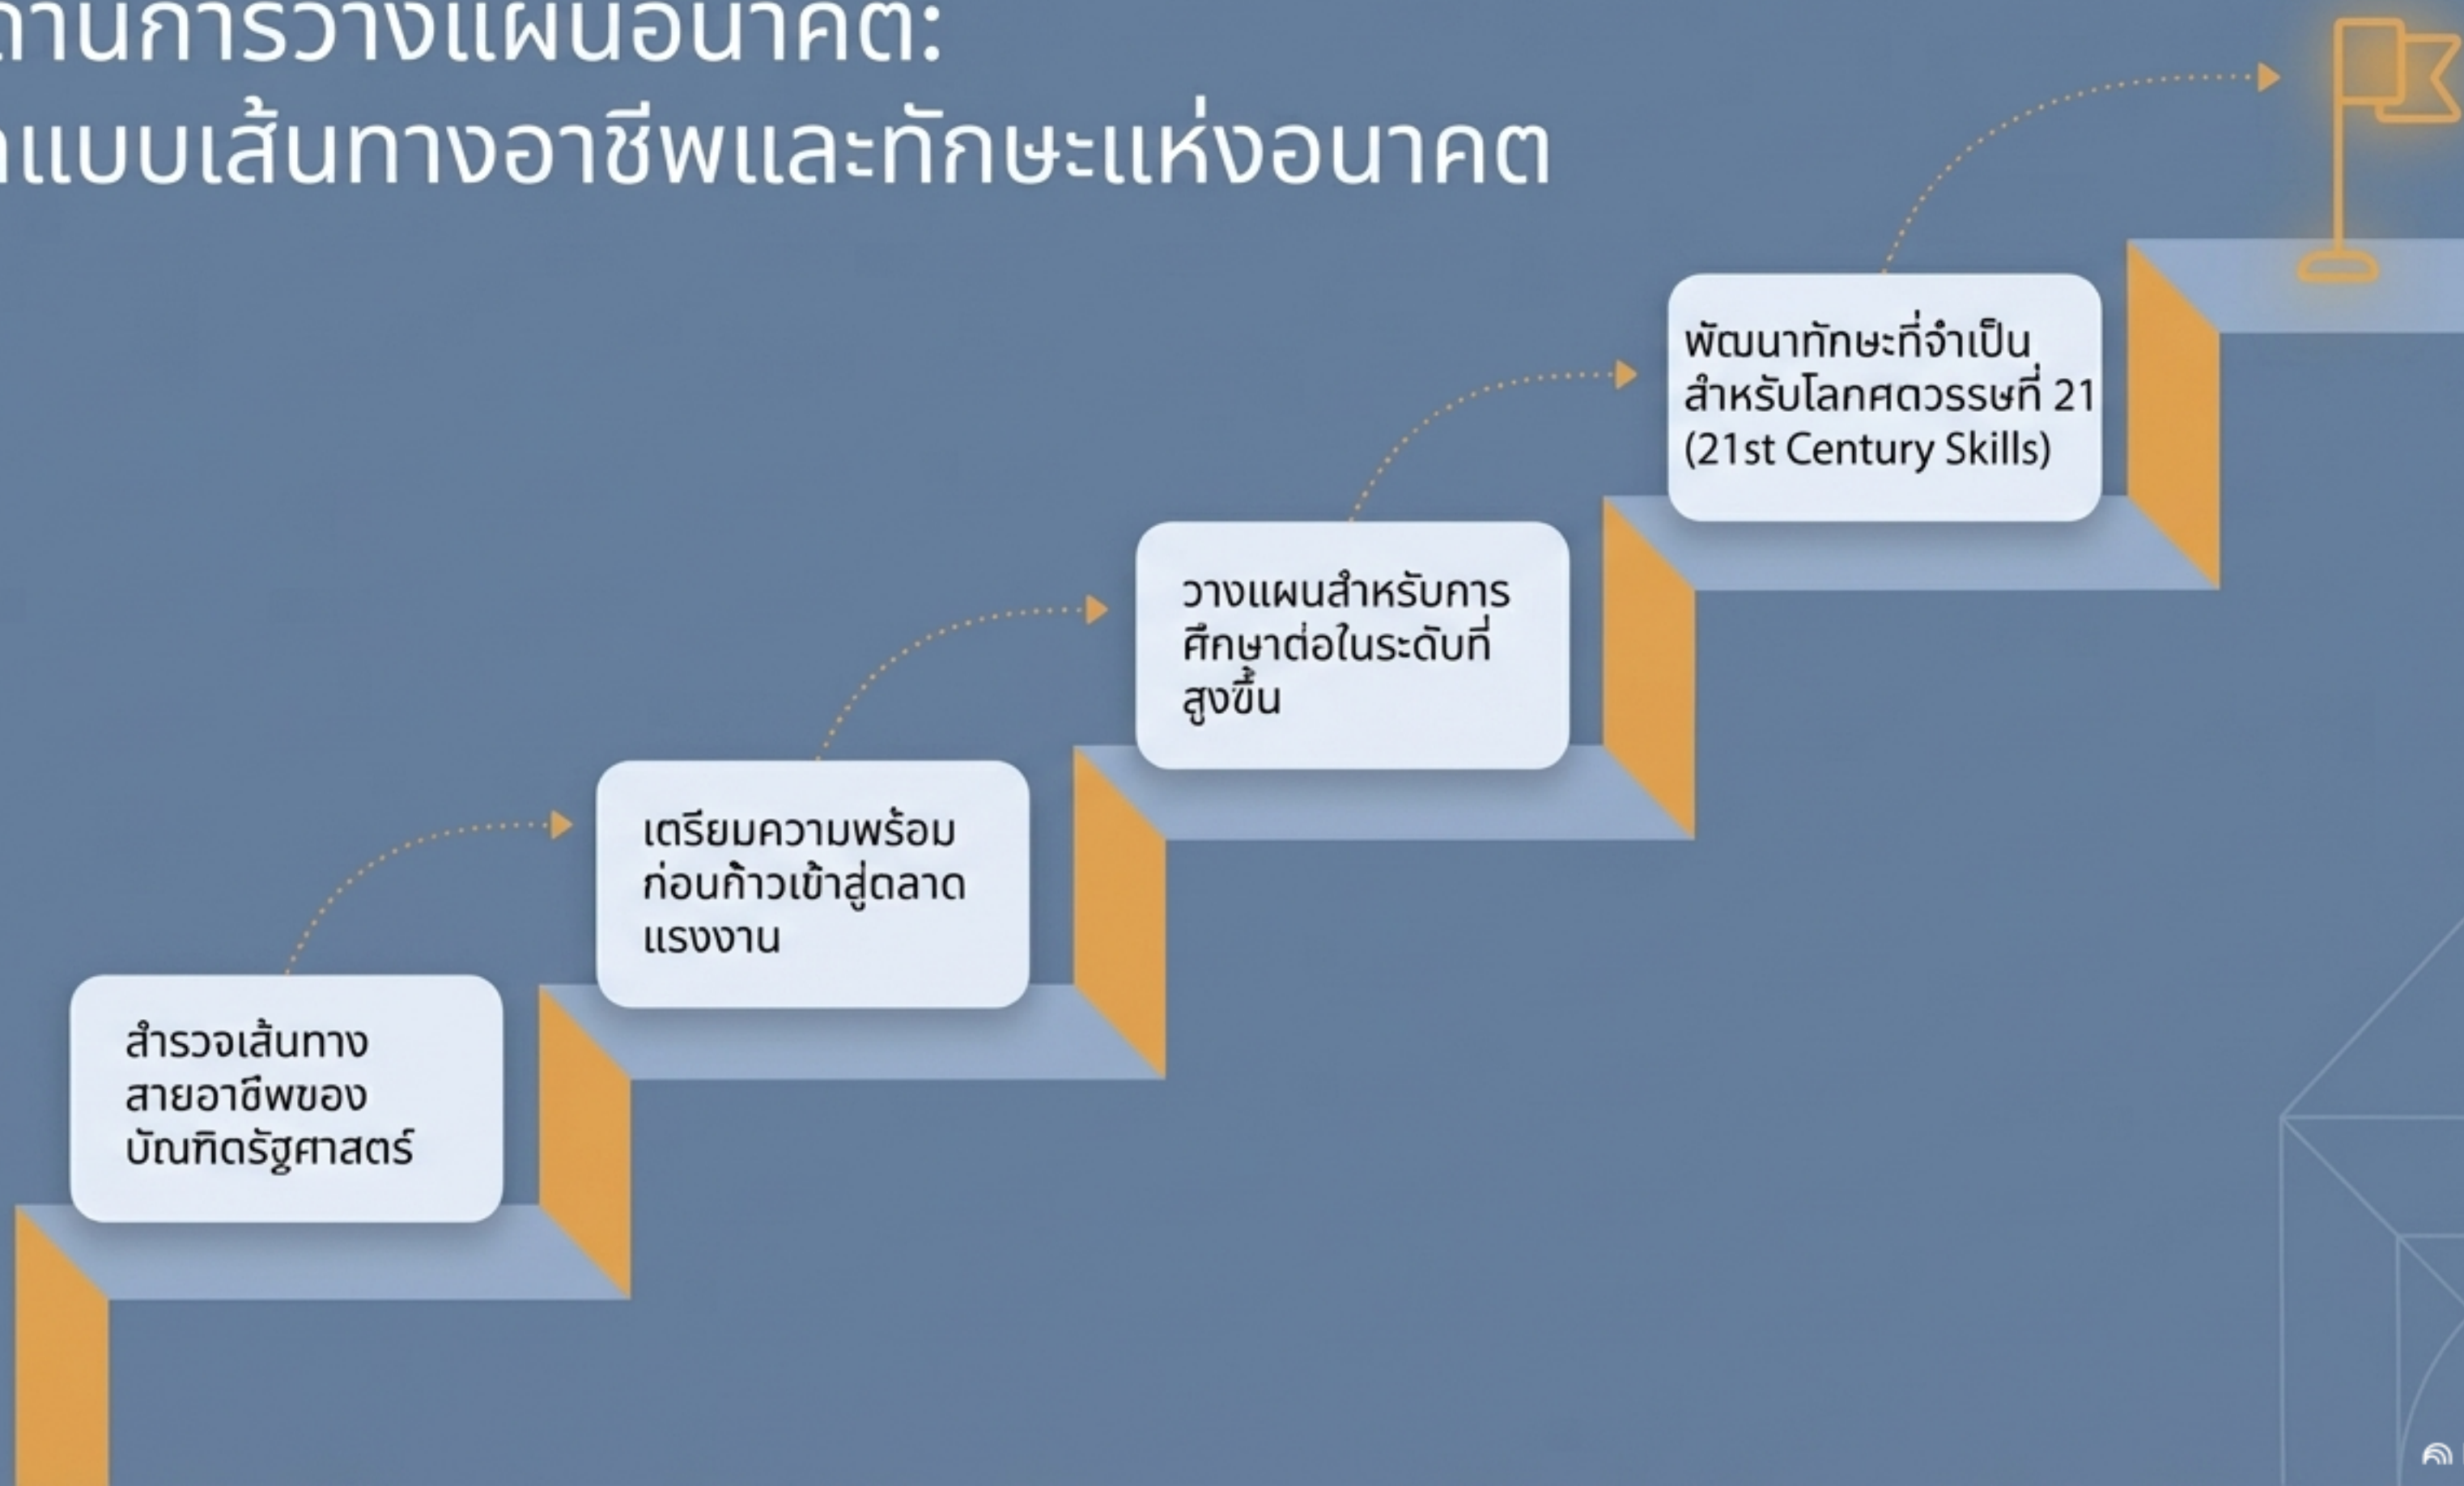 ด้านการวางแผนอนาคต:
แบบเส้นทางอาชีพและทักษะแห่งอนาคต
พัฒนาทักษะที่จำเป็น
สำหรับโลกศตวรรษที่ 21
(21st Century Skills)
วางแผนสำหรับการ
ศึกษาต่อในระดับที่
สูงขึ้น
เตรียมความพร้อม
ก่อนก้าวเข้าสู่ตลาด
แรงงาน
สำรวจเส้นทาง
สายอาชีพของ
บัณฑิตรัฐศาสตร์